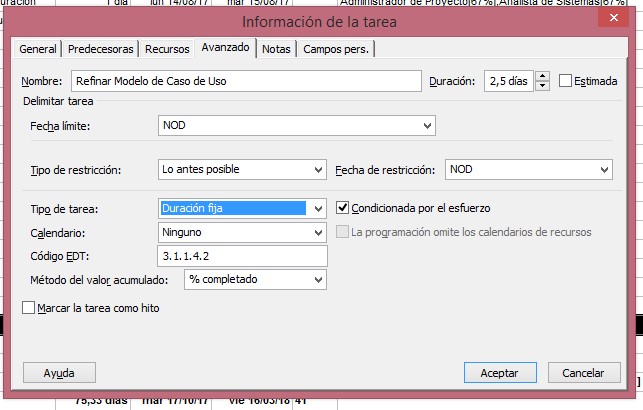 1 día lun 14/08/17 mar 15/08/17 Administrador de Proyecto[67%],Analista de Sistemas[67%]
Información de la tarea
General Predecesoras Recursos Avanzado Notas Campos pers.
Nombre: Refinar Modelo de Caso de Uso Duración: 2,5 días Estimada
Delimitar tarea
Fecha límite: NOD
Tipo de restricción: Lo antes posible Fecha de restricción: NOD
Tipo de tarea: Duración fija Condicionada por el esfuerzo
Calendario: Ninguno La programación omite los calendarios de recursos
Código EDT: 3.1.1.4.2
Método del valor acumulado: % completado
Marcar la tarea como hito
Ayuda Aceptar Cancelar
75,33 días mar 17/10/17 vie 16/03/18 41